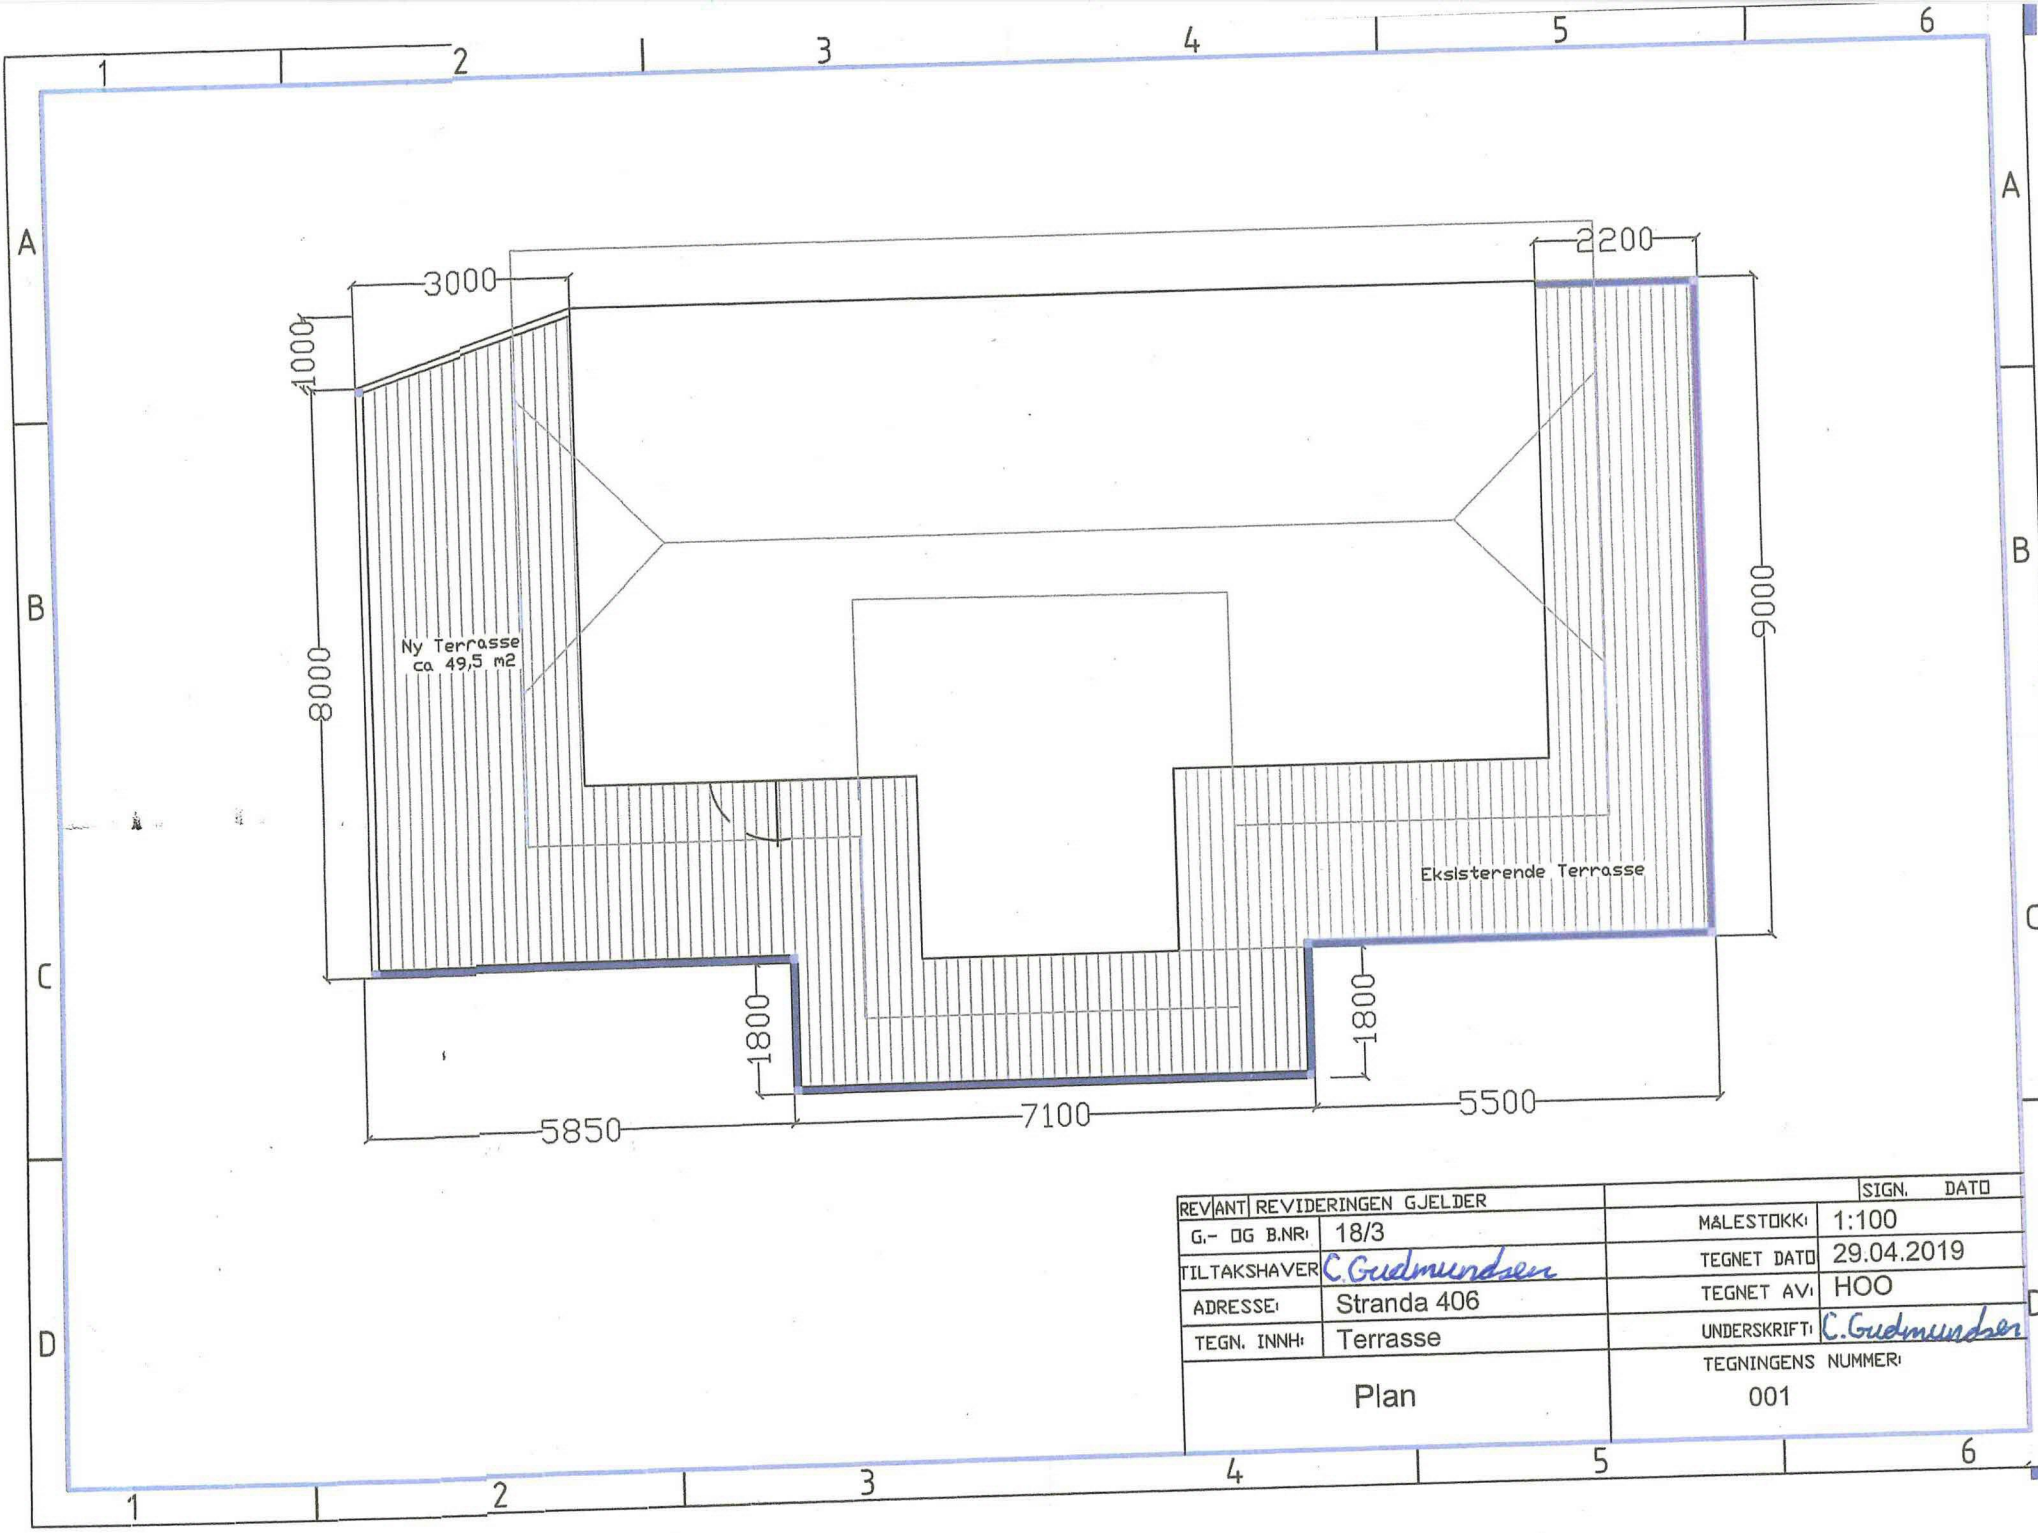 1 2 3 4 5 6
A A
3000
2200
1000
B B
9000
Ny Terrasse
ca 49,5 m2
8000
Eksisterende Terrasse
C C
1800
1800
5850 7100 5500
REV ANT REVIDERINGEN GJELDER SIGN. DATO
G.- OG B.NR: 18/3 MALESTOKK: 1:100
TILTAKSHAVER C. Gudmundsen TEGNET DATO 29.04.2019
ADRESSE: Stranda 406 TEGNET AV: HOO
TEGN. INNH: Terrasse UNDERSKRIFT: C. Gudmundsen
D D
Plan TEGNINGENS NUMMER:
001
1 2 3 4 5 6